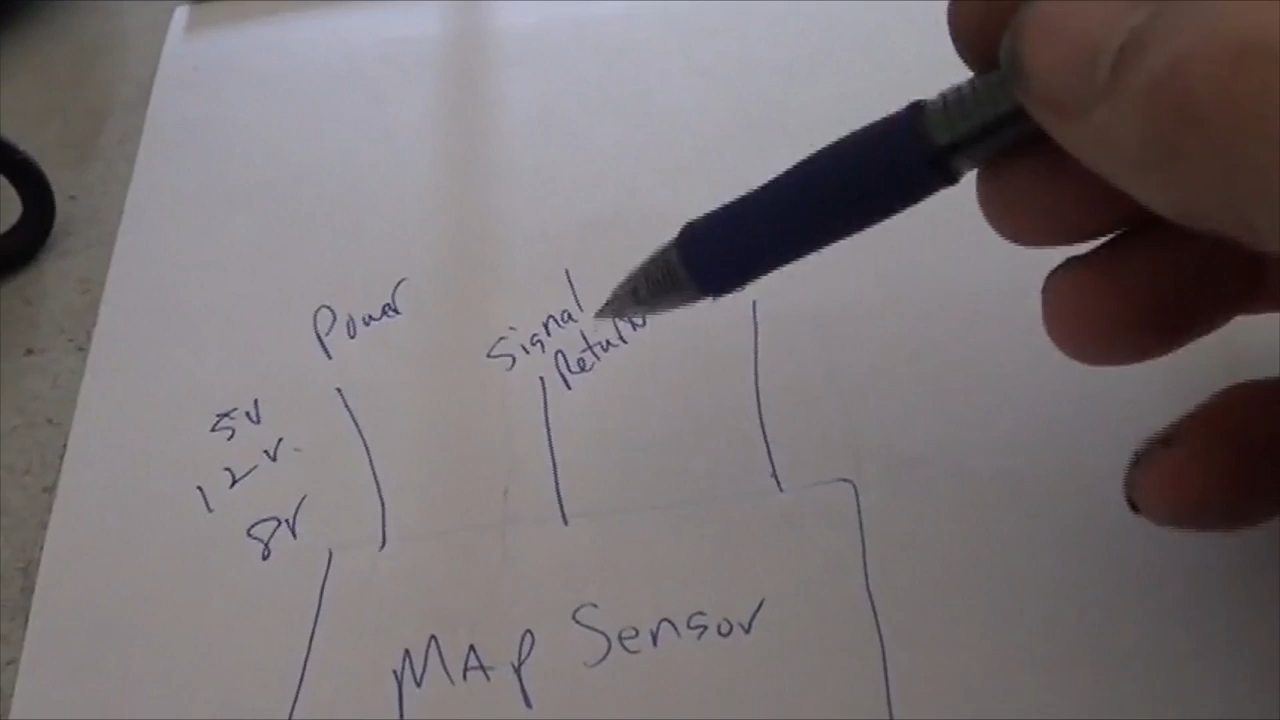 Power
Signal
Return
5v
12v.
8v
MAP Sensor